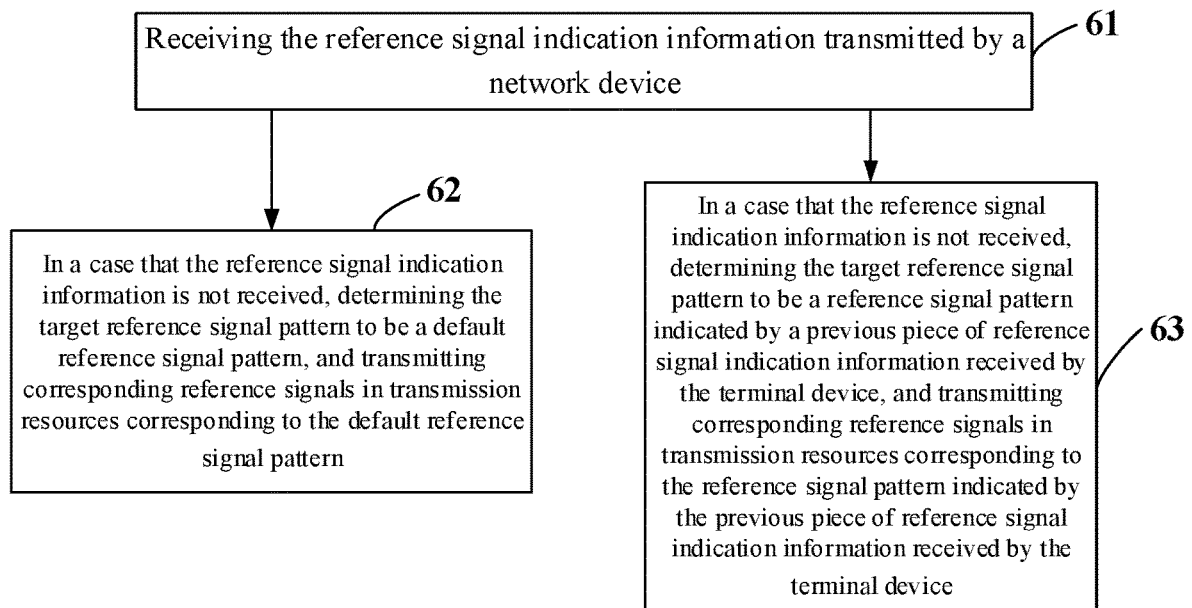 Receiving the reference signal indication information transmitted by a
network device
61
62
In a case that the reference signal indication
information is not received, determining the
target reference signal pattern to be a default
reference signal pattern, and transmitting
corresponding reference signals in transmission
resources corresponding to the default reference
signal pattern
In a case that the reference signal
indication information is not received,
determining the target reference signal
pattern to be a reference signal pattern
indicated by a previous piece of reference
signal indication information received by
the terminal device, and transmitting
corresponding reference signals in
transmission resources corresponding to
the reference signal pattern indicated by
the previous piece of reference signal
indication information received by the
terminal device
63